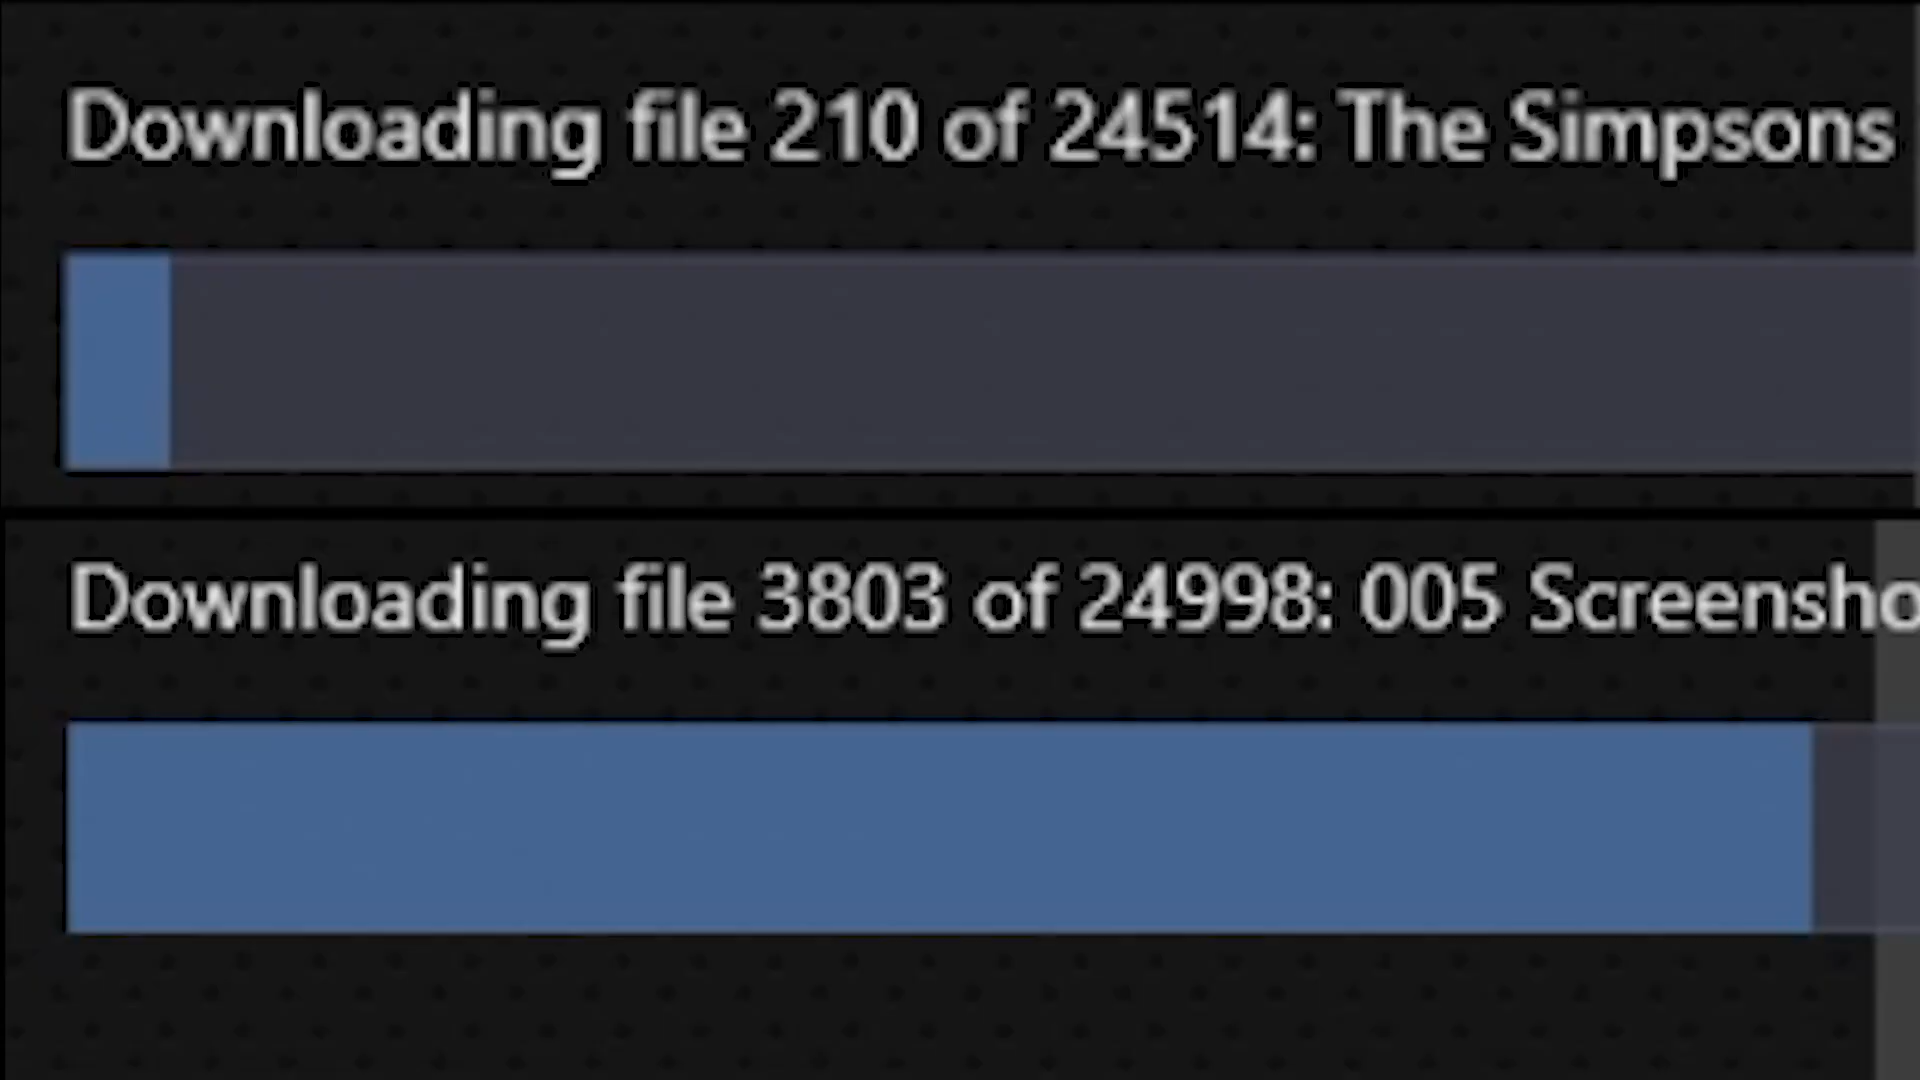 Downloading file 210 of 24514: The Simpsons
Downloading file 3803 of 24998: 005 Screensho